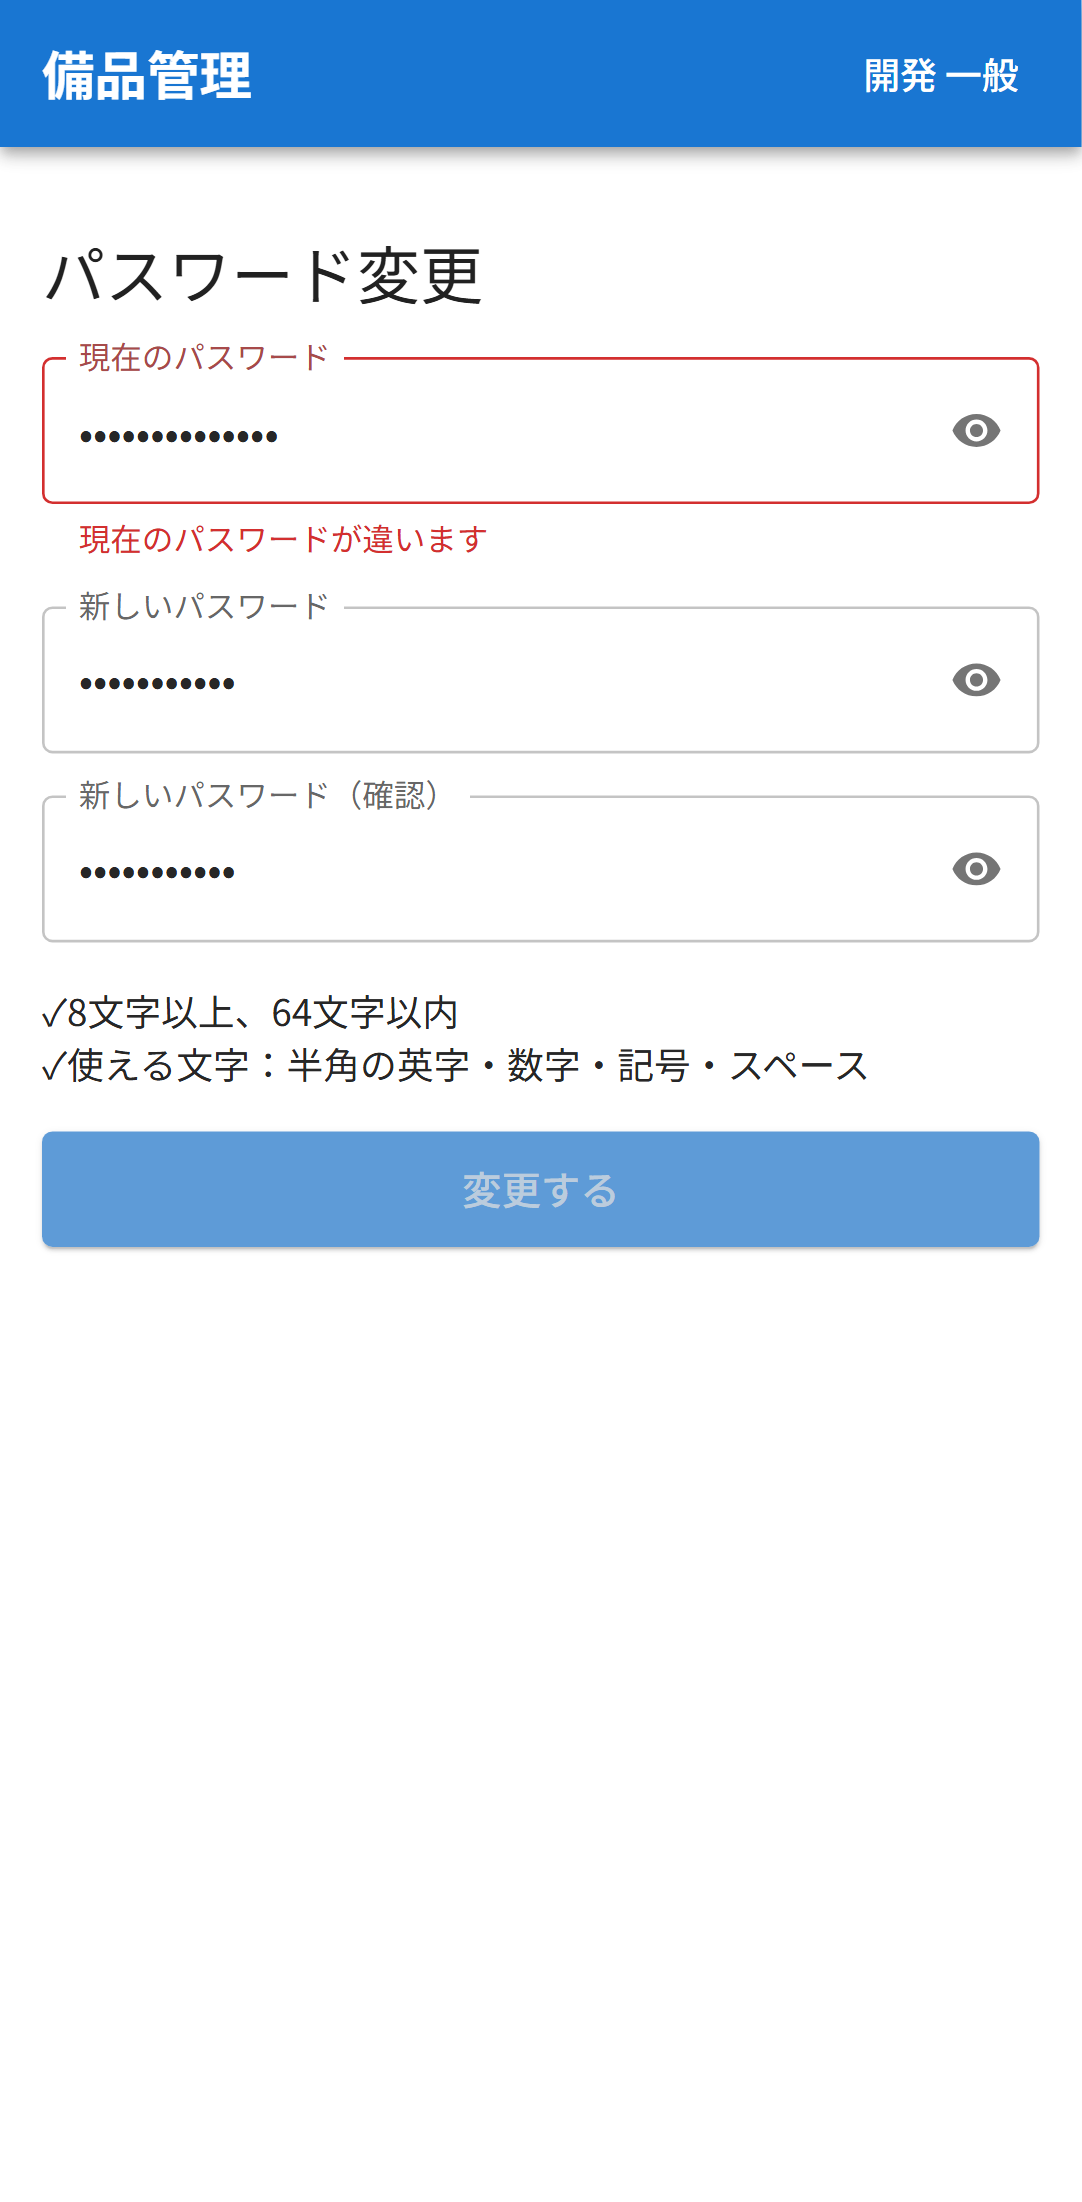 備品管理
開発 一般
パスワード変更
現在のパスワード
••••••••••••••
現在のパスワードが違います
新しいパスワード
•••••••••••
新しいパスワード（確認）
•••••••••••
✓8文字以上、64文字以内
✓使える文字：半角の英字・数字・記号・スペース
変更する